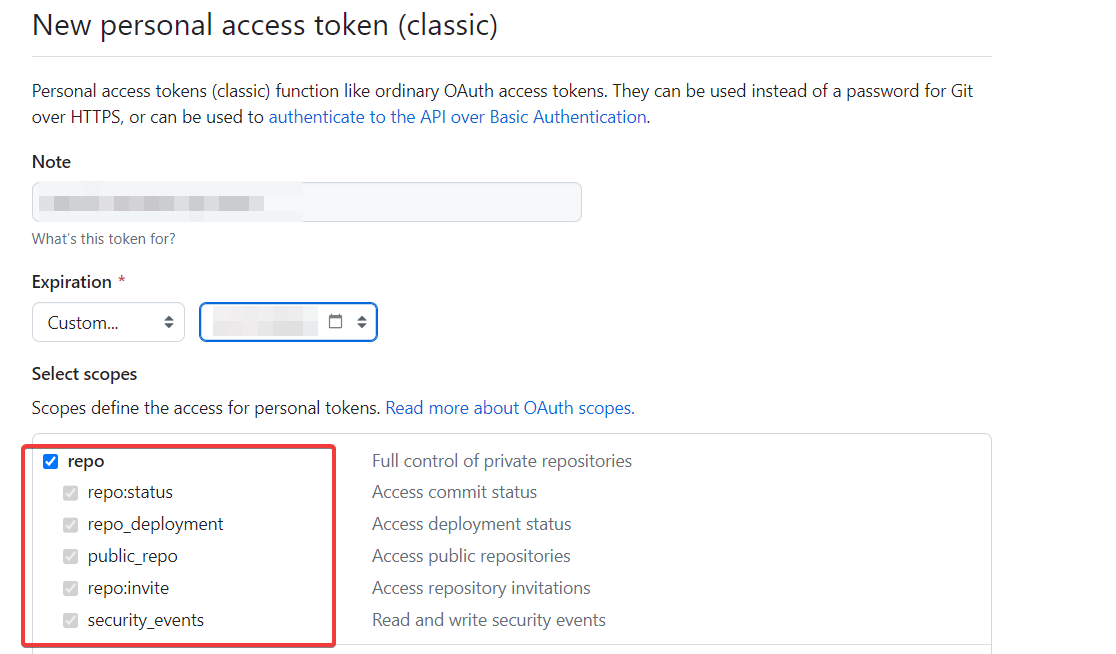 New personal access token (classic)
Personal access tokens (classic) function like ordinary OAuth access tokens. They can be used instead of a password for Git
over HTTPS, or can be used to authenticate to the API over Basic Authentication.
Note
What's this token for?
Expiration *
Custom...
Select scopes
Scopes define the access for personal tokens. Read more about OAuth scopes.
repo Full control of private repositories
repo:status Access commit status
repo_deployment Access deployment status
public_repo Access public repositories
repo:invite Access repository invitations
security_events Read and write security events